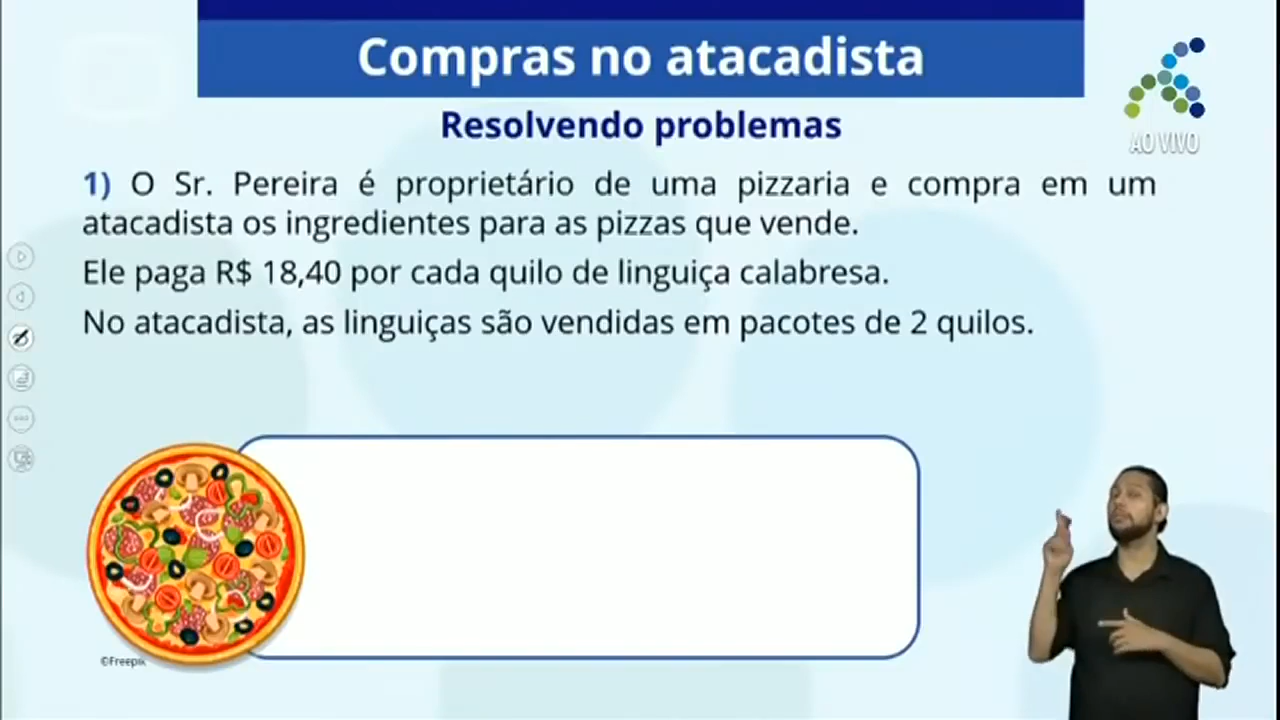 Compras no atacadista
AO VIVO
Resolvendo problemas
1) O Sr. Pereira é proprietário de uma pizzaria e compra em um
atacadista os ingredientes para as pizzas que vende.
Ele paga R$ 18,40 por cada quilo de linguiça calabresa.
No atacadista, as linguiças são vendidas em pacotes de 2 quilos.
©Freepik